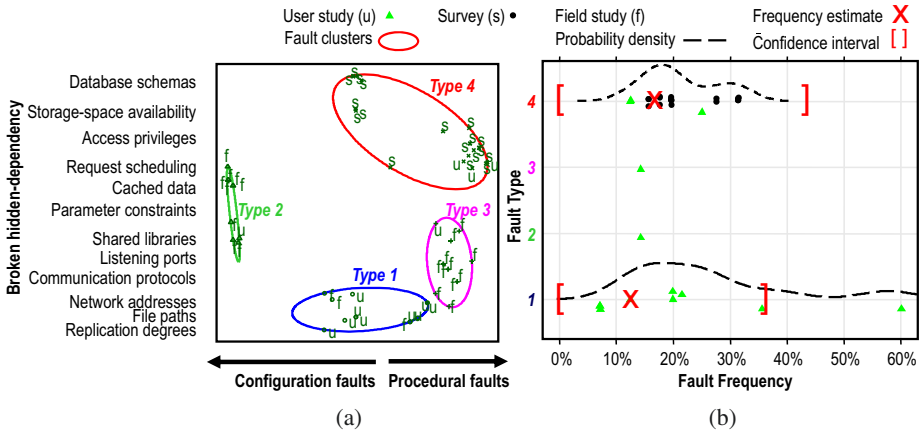 User study (u) Survey (s) Field study (f) Frequency estimate X
Fault clusters Probability density Confidence interval [ ]
Broken hidden-dependency
Database schemas
Storage-space availability
Access privileges
Request scheduling
Cached data
Parameter constraints
Shared libraries
Listening ports
Communication protocols
Network addresses
File paths
Replication degrees
Type 4
Type 2
Type 3
Type 1
Configuration faults Procedural faults
(a)
Fault Type
4
3
2
1
0% 10% 20% 30% 40% 50% 60%
Fault Frequency
(b)